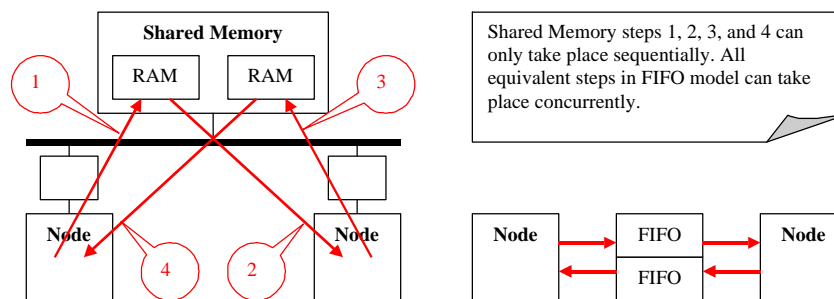 Shared Memory
RAM
RAM
1
3
Node
Node
4
2
Shared Memory steps 1, 2, 3, and 4 can
only take place sequentially. All
equivalent steps in FIFO model can take
place concurrently.
Node
FIFO
FIFO
Node